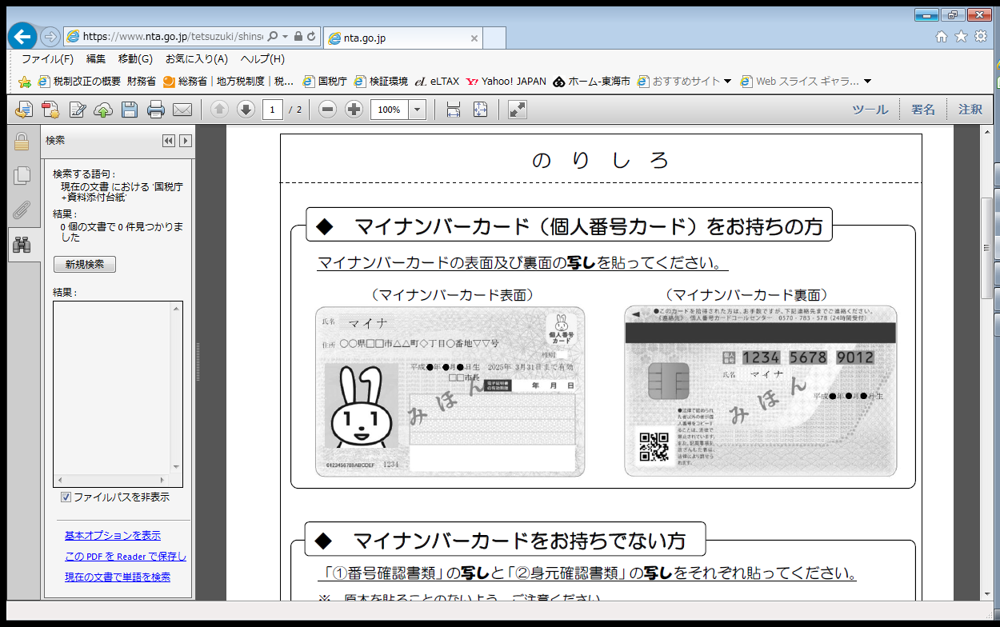 https://www.nta.go.jp/tetsuzuki/shins
nta.go.jp
ファイル(F) 編集 移動(G) お気に入り(A) ヘルプ(H)
税制改正の概要 財務省 総務省｜地方税制度｜税... 国税庁 検証環境 eL eLTAX Y! Yahoo! JAPAN ホーム-東海市 おすすめサイト Web スライス ギャラ...
1 / 2 100% ツール 署名 注釈
検索
検索する語句 :
現在の文書 における '国税庁
+資料添付台紙'
結果 :
0 個の文書で 0 件見つかりま
した
新規検索
結果 :
ファイルパスを非表示
基本オプションを表示
この PDF を Reader で保存し
現在の文書で単語を検索
のりしろ
◆ マイナンバーカード（個人番号カード）をお持ちの方
マイナンバーカードの表面及び裏面の写しを貼ってください。
（マイナンバーカード表面）
氏名 マイナ
個人番号
カード
住所 〇〇県□□市△△町◇丁目〇番地▽▽号
性別
平成●年●月●日生 2025年 3月31日まで有効
□□市長
電子証明書
の有効期限 年 月 日
みほん
0123456789ABCDEF 1234
（マイナンバーカード裏面）
●このカードを拾得された方は、お手数ですが、下記連絡先までご連絡ください。
《連絡先》 個人番号カードコールセンター 0570-783-578（24時間受付）
個人
番号 1234 5678 9012
氏名 マイナ
平成●年●月●日生
みほん
◆ マイナンバーカードをお持ちでない方
「①番号確認書類」の写しと「②身元確認書類」の写しをそれぞれ貼ってください。
※ 原本を貼ることのないよう、ご注意ください。